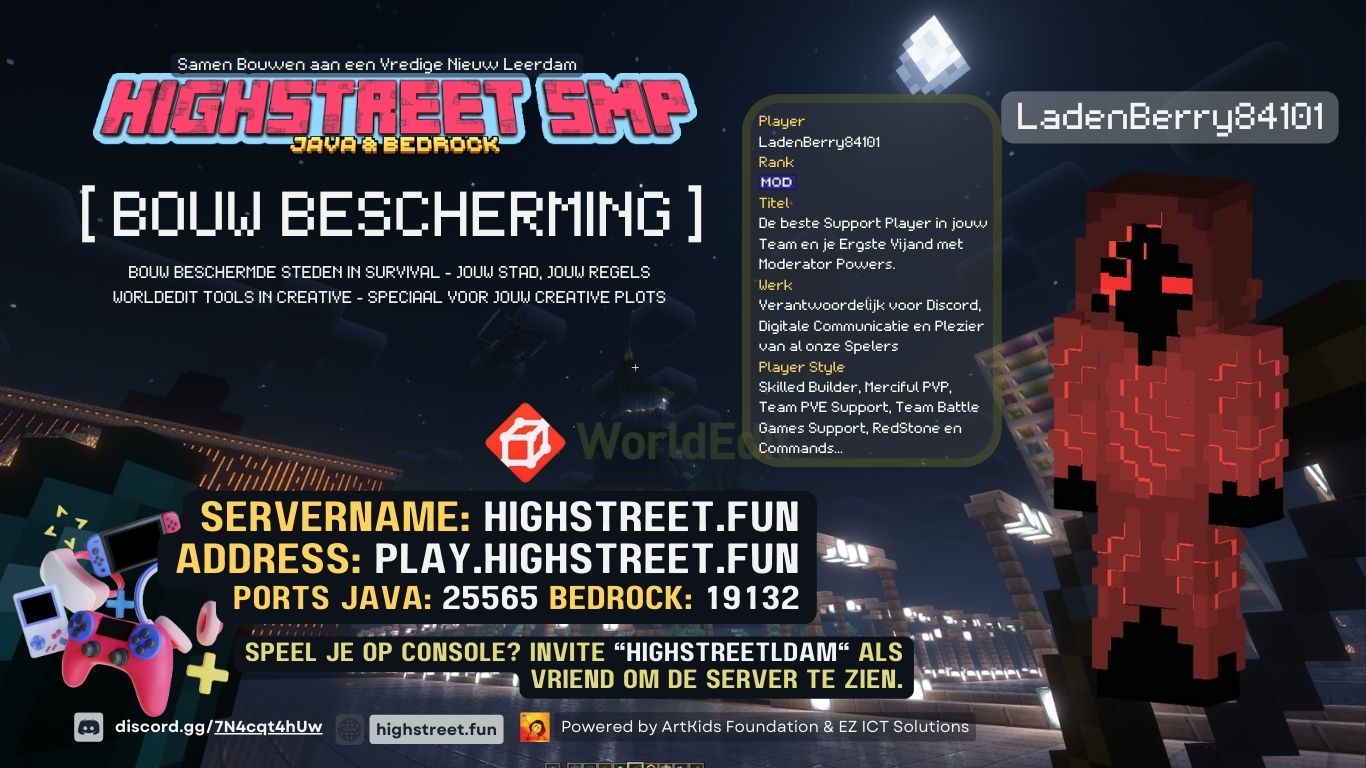 Samen Bouwen aan een Vredige Nieuw Leerdam
HIGHSTREET SMP
JAVA & BEDROCK
[ BOUW BESCHERMING ]
BOUW BESCHERMDE STEDEN IN SURVIVAL - JOUW STAD, JOUW REGELS
WORLDEDIT TOOLS IN CREATIVE - SPECIAAL VOOR JOUW CREATIVE PLOTS
Player
LadenBerry84101
Rank
MOD
Titel
De beste Support Player in jouw
Team en je Ergste Vijand met
Moderator Powers.
Werk
Verantwoordelijk voor Discord,
Digitale Communicatie en Plezier
van al onze Spelers
Player Style
Skilled Builder, Merciful PVP,
Team PVE Support, Team Battle
Games Support, RedStone en
Commands...
LadenBerry84101
WorldEdit
SERVERNAME: HIGHSTREET.FUN
ADDRESS: PLAY.HIGHSTREET.FUN
PORTS JAVA: 25565 BEDROCK: 19132
SPEEL JE OP CONSOLE? INVITE “HIGHSTREETLDAM“ ALS
VRIEND OM DE SERVER TE ZIEN.
discord.gg/7N4cqt4hUw
highstreet.fun
Powered by ArtKids Foundation & EZ ICT Solutions